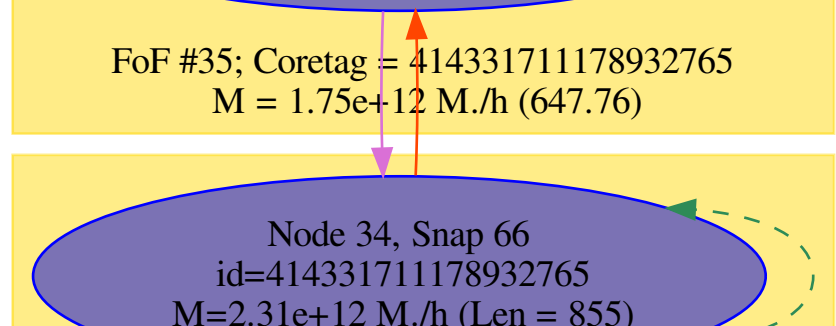 FoF #35; Coretag = 414331711178932765
M = 1.75e+12 M./h (647.76)
Node 34, Snap 66
id=414331711178932765
M=2.31e+12 M./h (Len = 855)